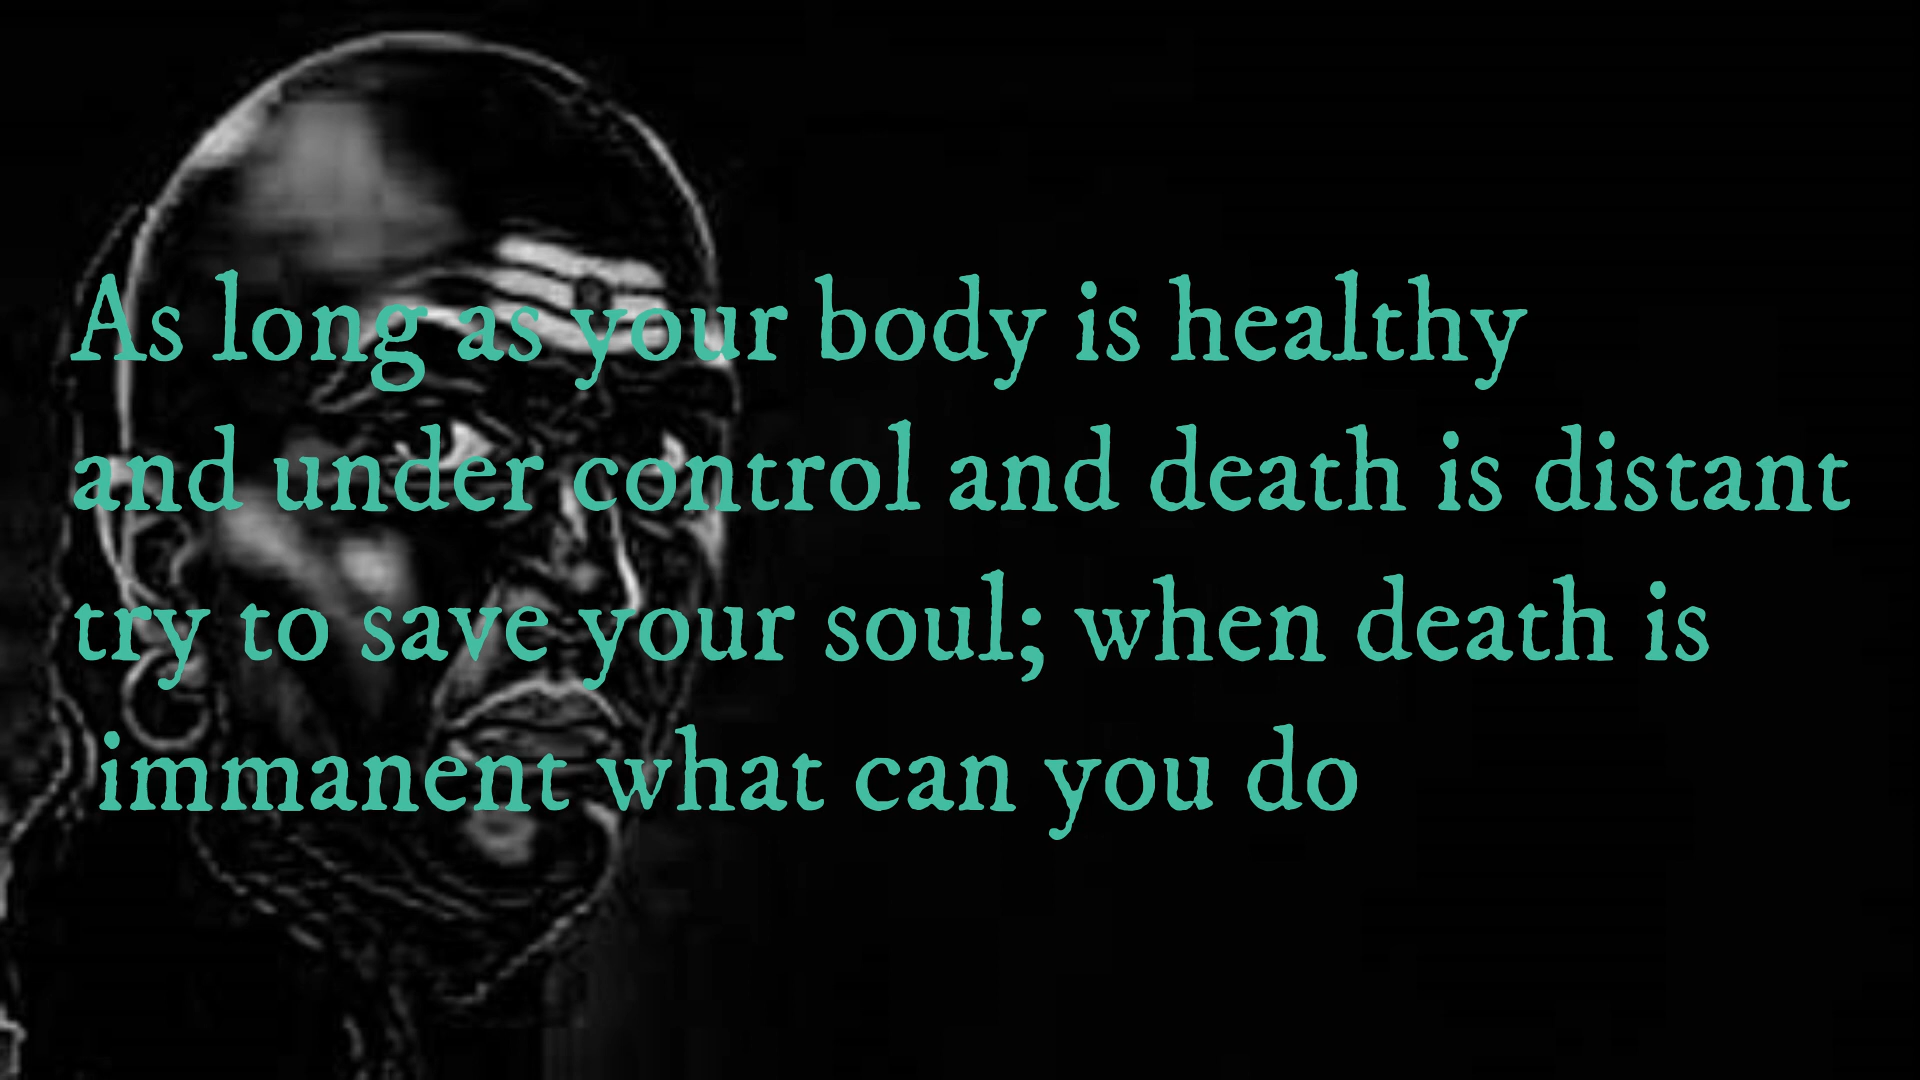 As long as your body is healthy
and under control and death is distant
try to save your soul; when death is
immanent what can you do